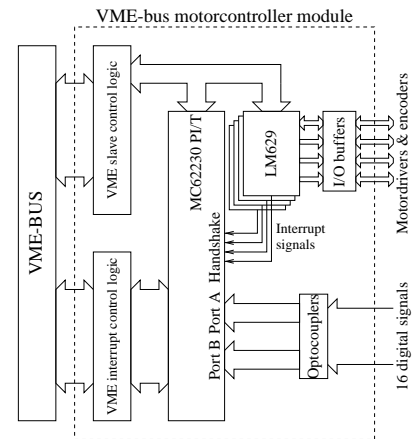 VME-bus motorcontroller module
VME-BUS
VME slave control logic
VME interrupt control logic
MC62230 PI/T
Handshake
Port A
Port B
LM629
I/O buffers
Motordrivers & encoders
Interrupt
signals
Optocouplers
16 digital signals